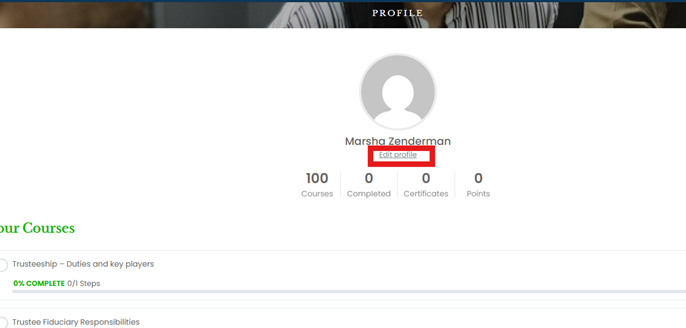 PROFILE
Marsha Zenderman
Edit profile
100 0 0 0
Courses Completed Certificates Points
our Courses
Trusteeship – Duties and key players
0% COMPLETE 0/1 Steps
Trustee Fiduciary Responsibilities